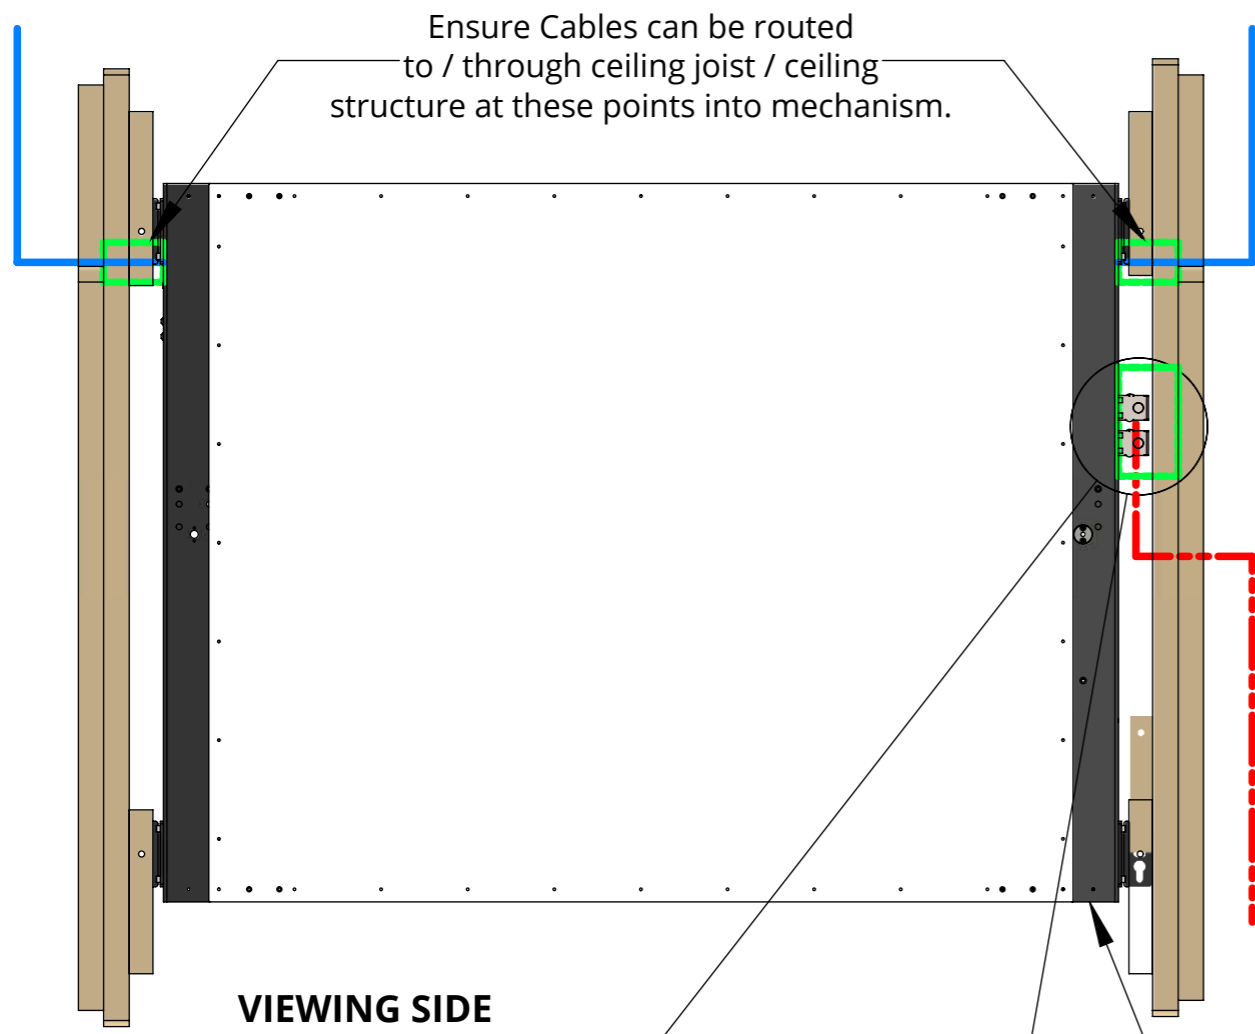 Ensure Cables can be routed
to / through ceiling joist / ceiling
structure at these points into mechanism.
VIEWING SIDE